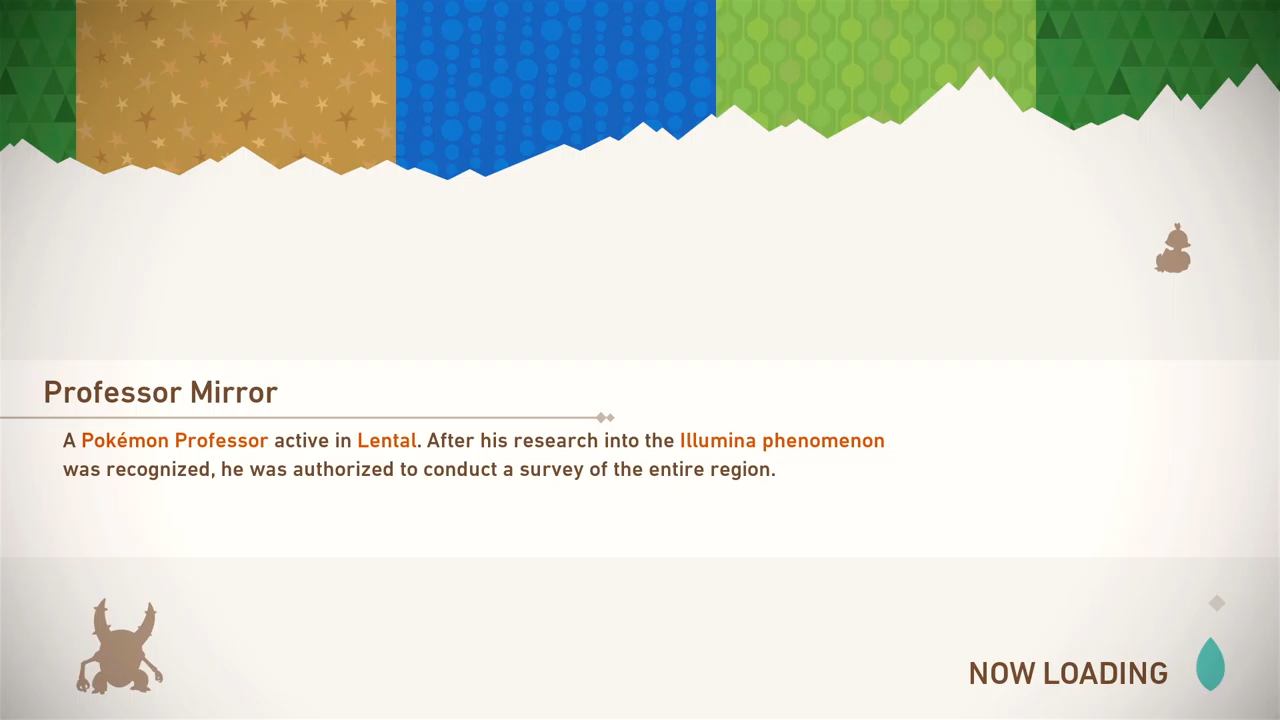 Professor Mirror
A Pokémon Professor active in Lental. After his research into the Illumina phenomenon
was recognized, he was authorized to conduct a survey of the entire region.
NOW LOADING